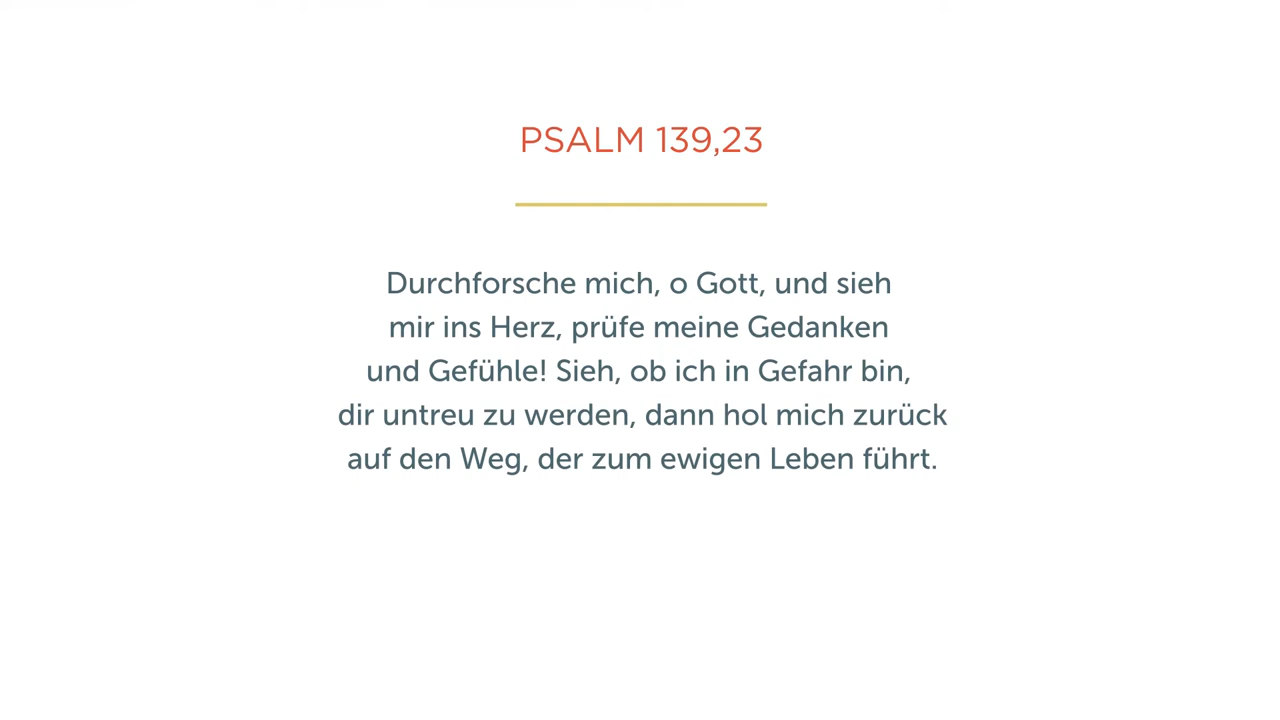 PSALM 139,23
Durchforsche mich, o Gott, und sieh
mir ins Herz, prüfe meine Gedanken
und Gefühle! Sieh, ob ich in Gefahr bin,
dir untreu zu werden, dann hol mich zurück
auf den Weg, der zum ewigen Leben führt.